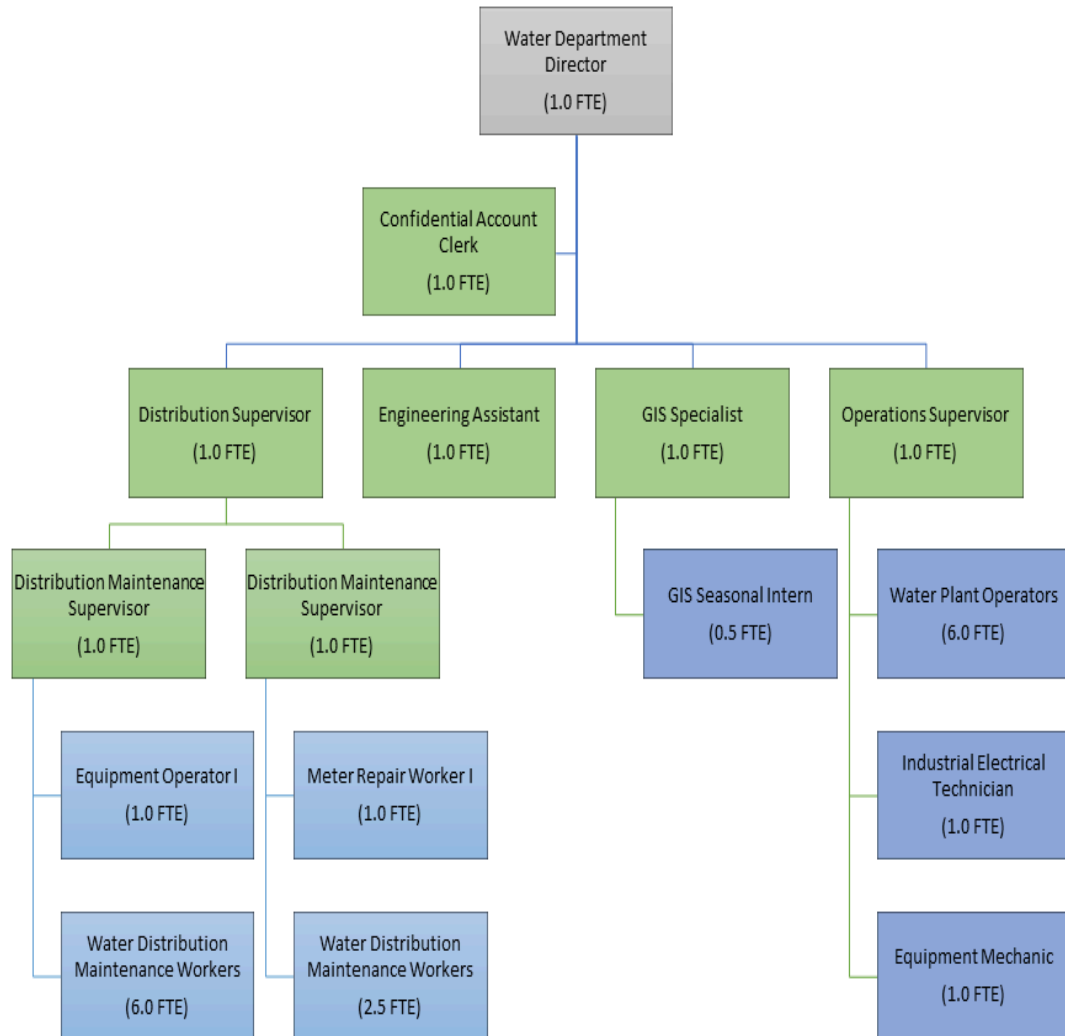 Water Department
Director
(1.0 FTE)
Confidential Account
Clerk
(1.0 FTE)
Distribution Supervisor
(1.0 FTE)
Engineering Assistant
(1.0 FTE)
GIS Specialist
(1.0 FTE)
Operations Supervisor
(1.0 FTE)
Distribution Maintenance
Supervisor
(1.0 FTE)
Distribution Maintenance
Supervisor
(1.0 FTE)
GIS Seasonal Intern
(0.5 FTE)
Water Plant Operators
(6.0 FTE)
Equipment Operator I
(1.0 FTE)
Meter Repair Worker I
(1.0 FTE)
Industrial Electrical
Technician
(1.0 FTE)
Water Distribution
Maintenance Workers
(6.0 FTE)
Water Distribution
Maintenance Workers
(2.5 FTE)
Equipment Mechanic
(1.0 FTE)